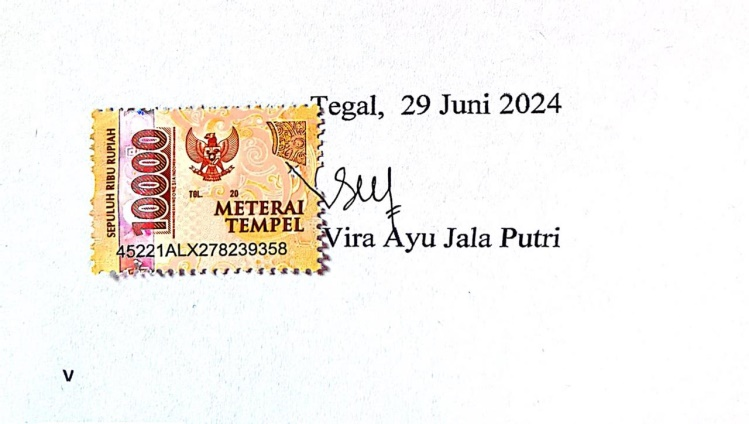 Tegal, 29 Juni 2024
SEPULUH RIBU RUPIAH
10000
TGL. 20
METERAI
TEMPEL
45221ALX278239358
Vira Ayu Jala Putri
v